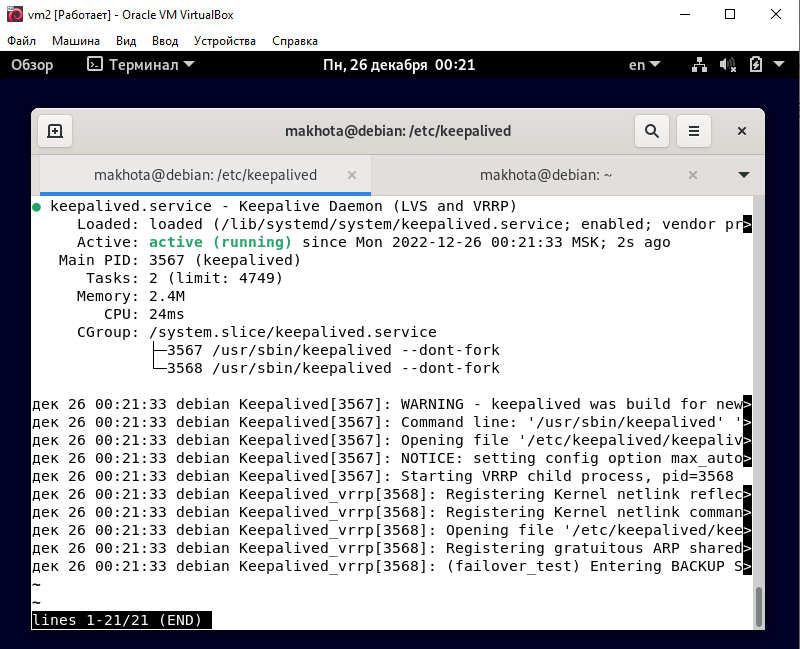 vm2 [Работает] - Oracle VM VirtualBox
Файл Машина Вид Ввод Устройства Справка
Обзор Терминал Пн, 26 декабря 00:21 en
makhota@debian: /etc/keepalived
makhota@debian: /etc/keepalived makhota@debian: ~
● keepalived.service - Keepalive Daemon (LVS and VRRP)
Loaded: loaded (/lib/systemd/system/keepalived.service; enabled; vendor pr>
Active: active (running) since Mon 2022-12-26 00:21:33 MSK; 2s ago
Main PID: 3567 (keepalived)
Tasks: 2 (limit: 4749)
Memory: 2.4M
CPU: 24ms
CGroup: /system.slice/keepalived.service
├─3567 /usr/sbin/keepalived --dont-fork
└─3568 /usr/sbin/keepalived --dont-fork
дек 26 00:21:33 debian Keepalived[3567]: WARNING - keepalived was build for new>
дек 26 00:21:33 debian Keepalived[3567]: Command line: '/usr/sbin/keepalived' '>
дек 26 00:21:33 debian Keepalived[3567]: Opening file '/etc/keepalived/keepaliv>
дек 26 00:21:33 debian Keepalived[3567]: NOTICE: setting config option max_auto>
дек 26 00:21:33 debian Keepalived[3567]: Starting VRRP child process, pid=3568
дек 26 00:21:33 debian Keepalived_vrrp[3568]: Registering Kernel netlink reflec>
дек 26 00:21:33 debian Keepalived_vrrp[3568]: Registering Kernel netlink comman>
дек 26 00:21:33 debian Keepalived_vrrp[3568]: Opening file '/etc/keepalived/kee>
дек 26 00:21:33 debian Keepalived_vrrp[3568]: Registering gratuitous ARP shared>
дек 26 00:21:33 debian Keepalived_vrrp[3568]: (failover_test) Entering BACKUP S>
~
~
lines 1-21/21 (END)